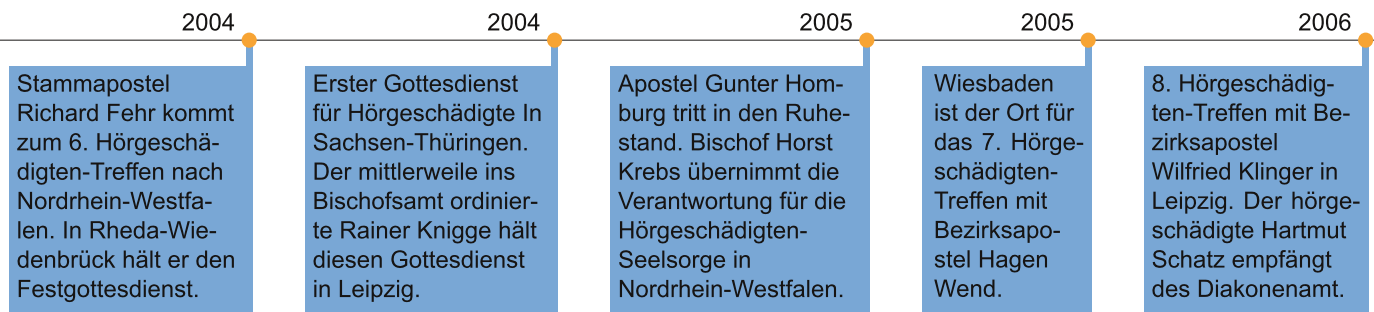 2004
Stammapostel
Richard Fehr kommt
zum 6. Hörgeschä-
digten-Treffen nach
Nordrhein-Westfa-
len. In Rheda-Wie-
denbrück hält er den
Festgottesdienst.
2004
Erster Gottesdienst
für Hörgeschädigte In
Sachsen-Thüringen.
Der mittlerweile ins
Bischofsamt ordinier-
te Rainer Knigge hält
diesen Gottesdienst
in Leipzig.
2005
Apostel Gunter Hom-
burg tritt in den Ruhe-
stand. Bischof Horst
Krebs übernimmt die
Verantwortung für die
Hörgeschädigten-
Seelsorge in
Nordrhein-Westfalen.
2005
Wiesbaden
ist der Ort für
das 7. Hörge-
schädigten-
Treffen mit
Bezirksapo-
stel Hagen
Wend.
2006
8. Hörgeschädig-
ten-Treffen mit Be-
zirksapostel
Wilfried Klinger in
Leipzig. Der hörge-
schädigte Hartmut
Schatz empfängt
des Diakonenamt.